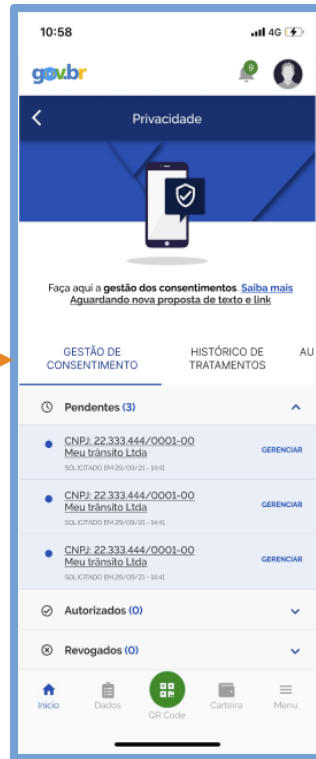 10:58
4G
gov.br
9
Privacidade
Faça aqui a gestão dos consentimentos. Saiba mais
Aguardando nova proposta de texto e link
GESTÃO DE
CONSENTIMENTO
HISTÓRICO DE
TRATAMENTOS
AU
Pendentes (3)
CNPJ: 22.333.444/0001-00
Meu trânsito Ltda
GERENCIAR
SOLICITADO EM 29/09/21 - 14:41
CNPJ: 22.333.444/0001-00
Meu trânsito Ltda
GERENCIAR
SOLICITADO EM 29/09/21 - 14:41
CNPJ: 22.333.444/0001-00
Meu trânsito Ltda
GERENCIAR
SOLICITADO EM 29/09/21 - 14:41
Autorizados (0)
Revogados (0)
Início
Dados
QR Code
Carteira
Menu